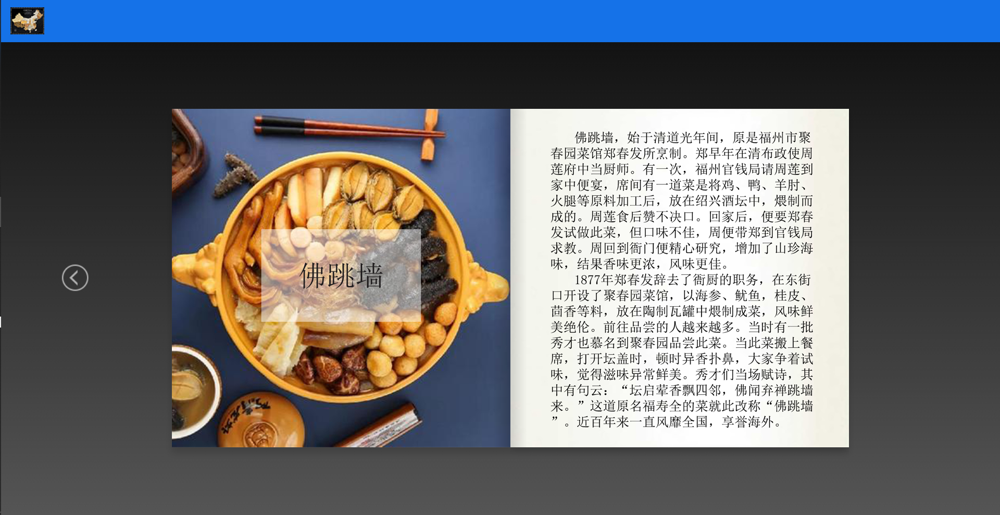 佛跳墙
佛跳墙，始于清道光年间，原是福州市聚
春园菜馆郑春发所烹制。郑早年在清布政使周
莲府中当厨师。有一次，福州官钱局请周莲到
家中便宴，席间有一道菜是将鸡、鸭、羊肘、
火腿等原料加工后，放在绍兴酒坛中，煨制而
成的。周莲食后赞不决口。回家后，便要郑春
发试做此菜，但口味不佳，周便带郑到官钱局
求教。周回到衙门便精心研究，增加了山珍海
味，结果香味更浓，风味更佳。
1877年郑春发辞去了衙厨的职务，在东街
口开设了聚春园菜馆，以海参、鱿鱼，桂皮、
茴香等料，放在陶制瓦罐中煨制成菜，风味鲜
美绝伦。前往品尝的人越来越多。当时有一批
秀才也慕名到聚春园品尝此菜。当此菜搬上餐
席，打开坛盖时，顿时异香扑鼻，大家争着试
味，觉得滋味异常鲜美。秀才们当场赋诗，其
中有句云：“坛启荤香飘四邻，佛闻弃禅跳墙
来。”这道原名福寿全的菜就此改称“佛跳墙
”。近百年来一直风靡全国，享誉海外。